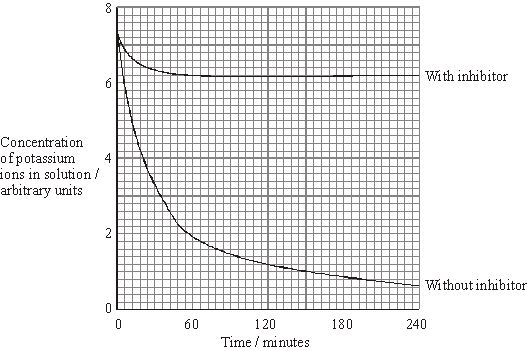 8
6
4
2
0
Concentration
of potassium
ions in solution /
arbitrary units
With inhibitor
Without inhibitor
0 60 120 180 240
Time / minutes